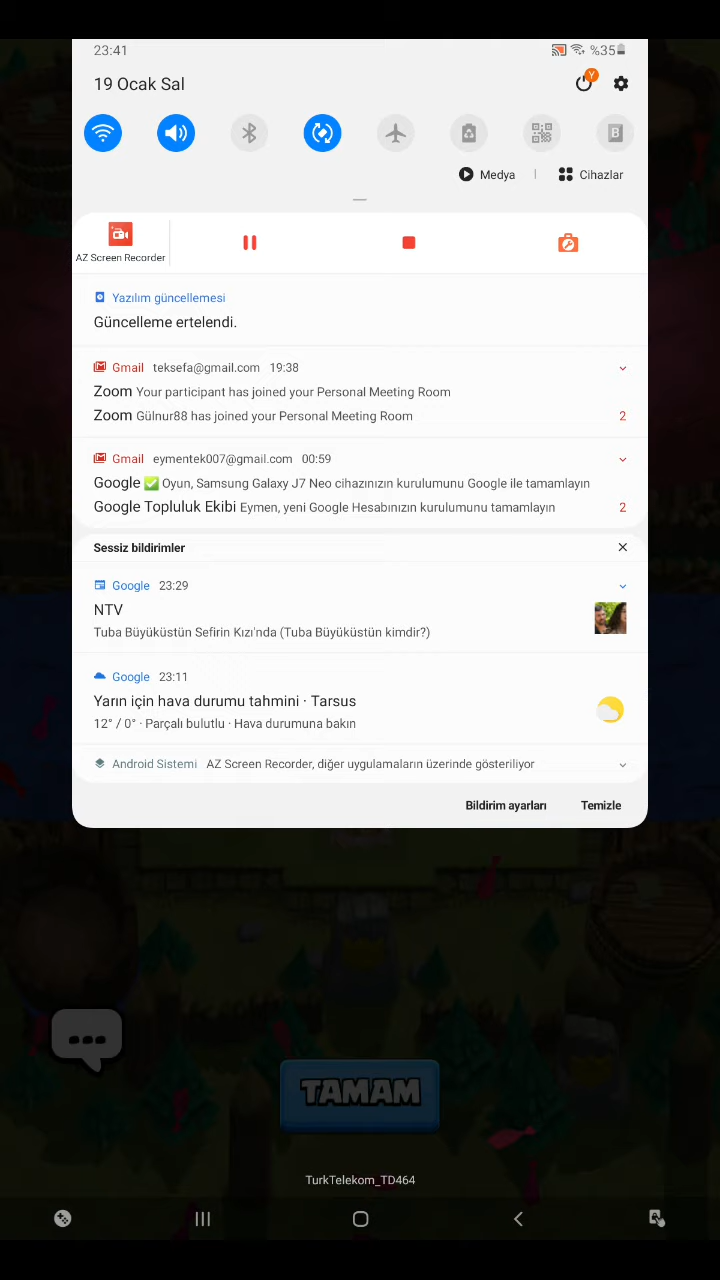 23:41
%35
19 Ocak Sal
Y
B
Medya
Cihazlar
AZ Screen Recorder
Yazılım güncellemesi
Güncelleme ertelendi.
Gmail teksefa@gmail.com 19:38
Zoom Your participant has joined your Personal Meeting Room
Zoom Gülnur88 has joined your Personal Meeting Room 2
Gmail eymentek007@gmail.com 00:59
Google ✅ Oyun, Samsung Galaxy J7 Neo cihazınızın kurulumunu Google ile tamamlayın
Google Topluluk Ekibi Eymen, yeni Google Hesabınızın kurulumunu tamamlayın 2
Sessiz bildirimler
Google 23:29
NTV
Tuba Büyüküstün Sefirin Kızı'nda (Tuba Büyüküstün kimdir?)
Google 23:11
Yarın için hava durumu tahmini · Tarsus
12° / 0° · Parçalı bulutlu · Hava durumuna bakın
Android Sistemi AZ Screen Recorder, diğer uygulamaların üzerinde gösteriliyor
Bildirim ayarları Temizle
...
TAMAM
TurkTelekom_TD464